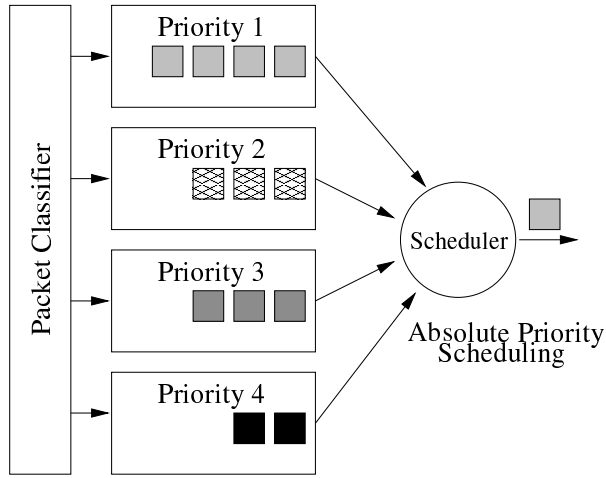 Packet Classifier
Priority 1
Priority 2
Priority 3
Priority 4
Scheduler
Absolute Priority
Scheduling